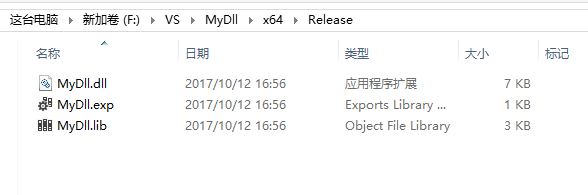 这台电脑 > 新加卷 (F:) > VS > MyDll > x64 > Release
名称 日期 类型 大小 标记
MyDll.dll 2017/10/12 16:56 应用程序扩展 7 KB
MyDll.exp 2017/10/12 16:56 Exports Library ... 1 KB
MyDll.lib 2017/10/12 16:56 Object File Library 3 KB